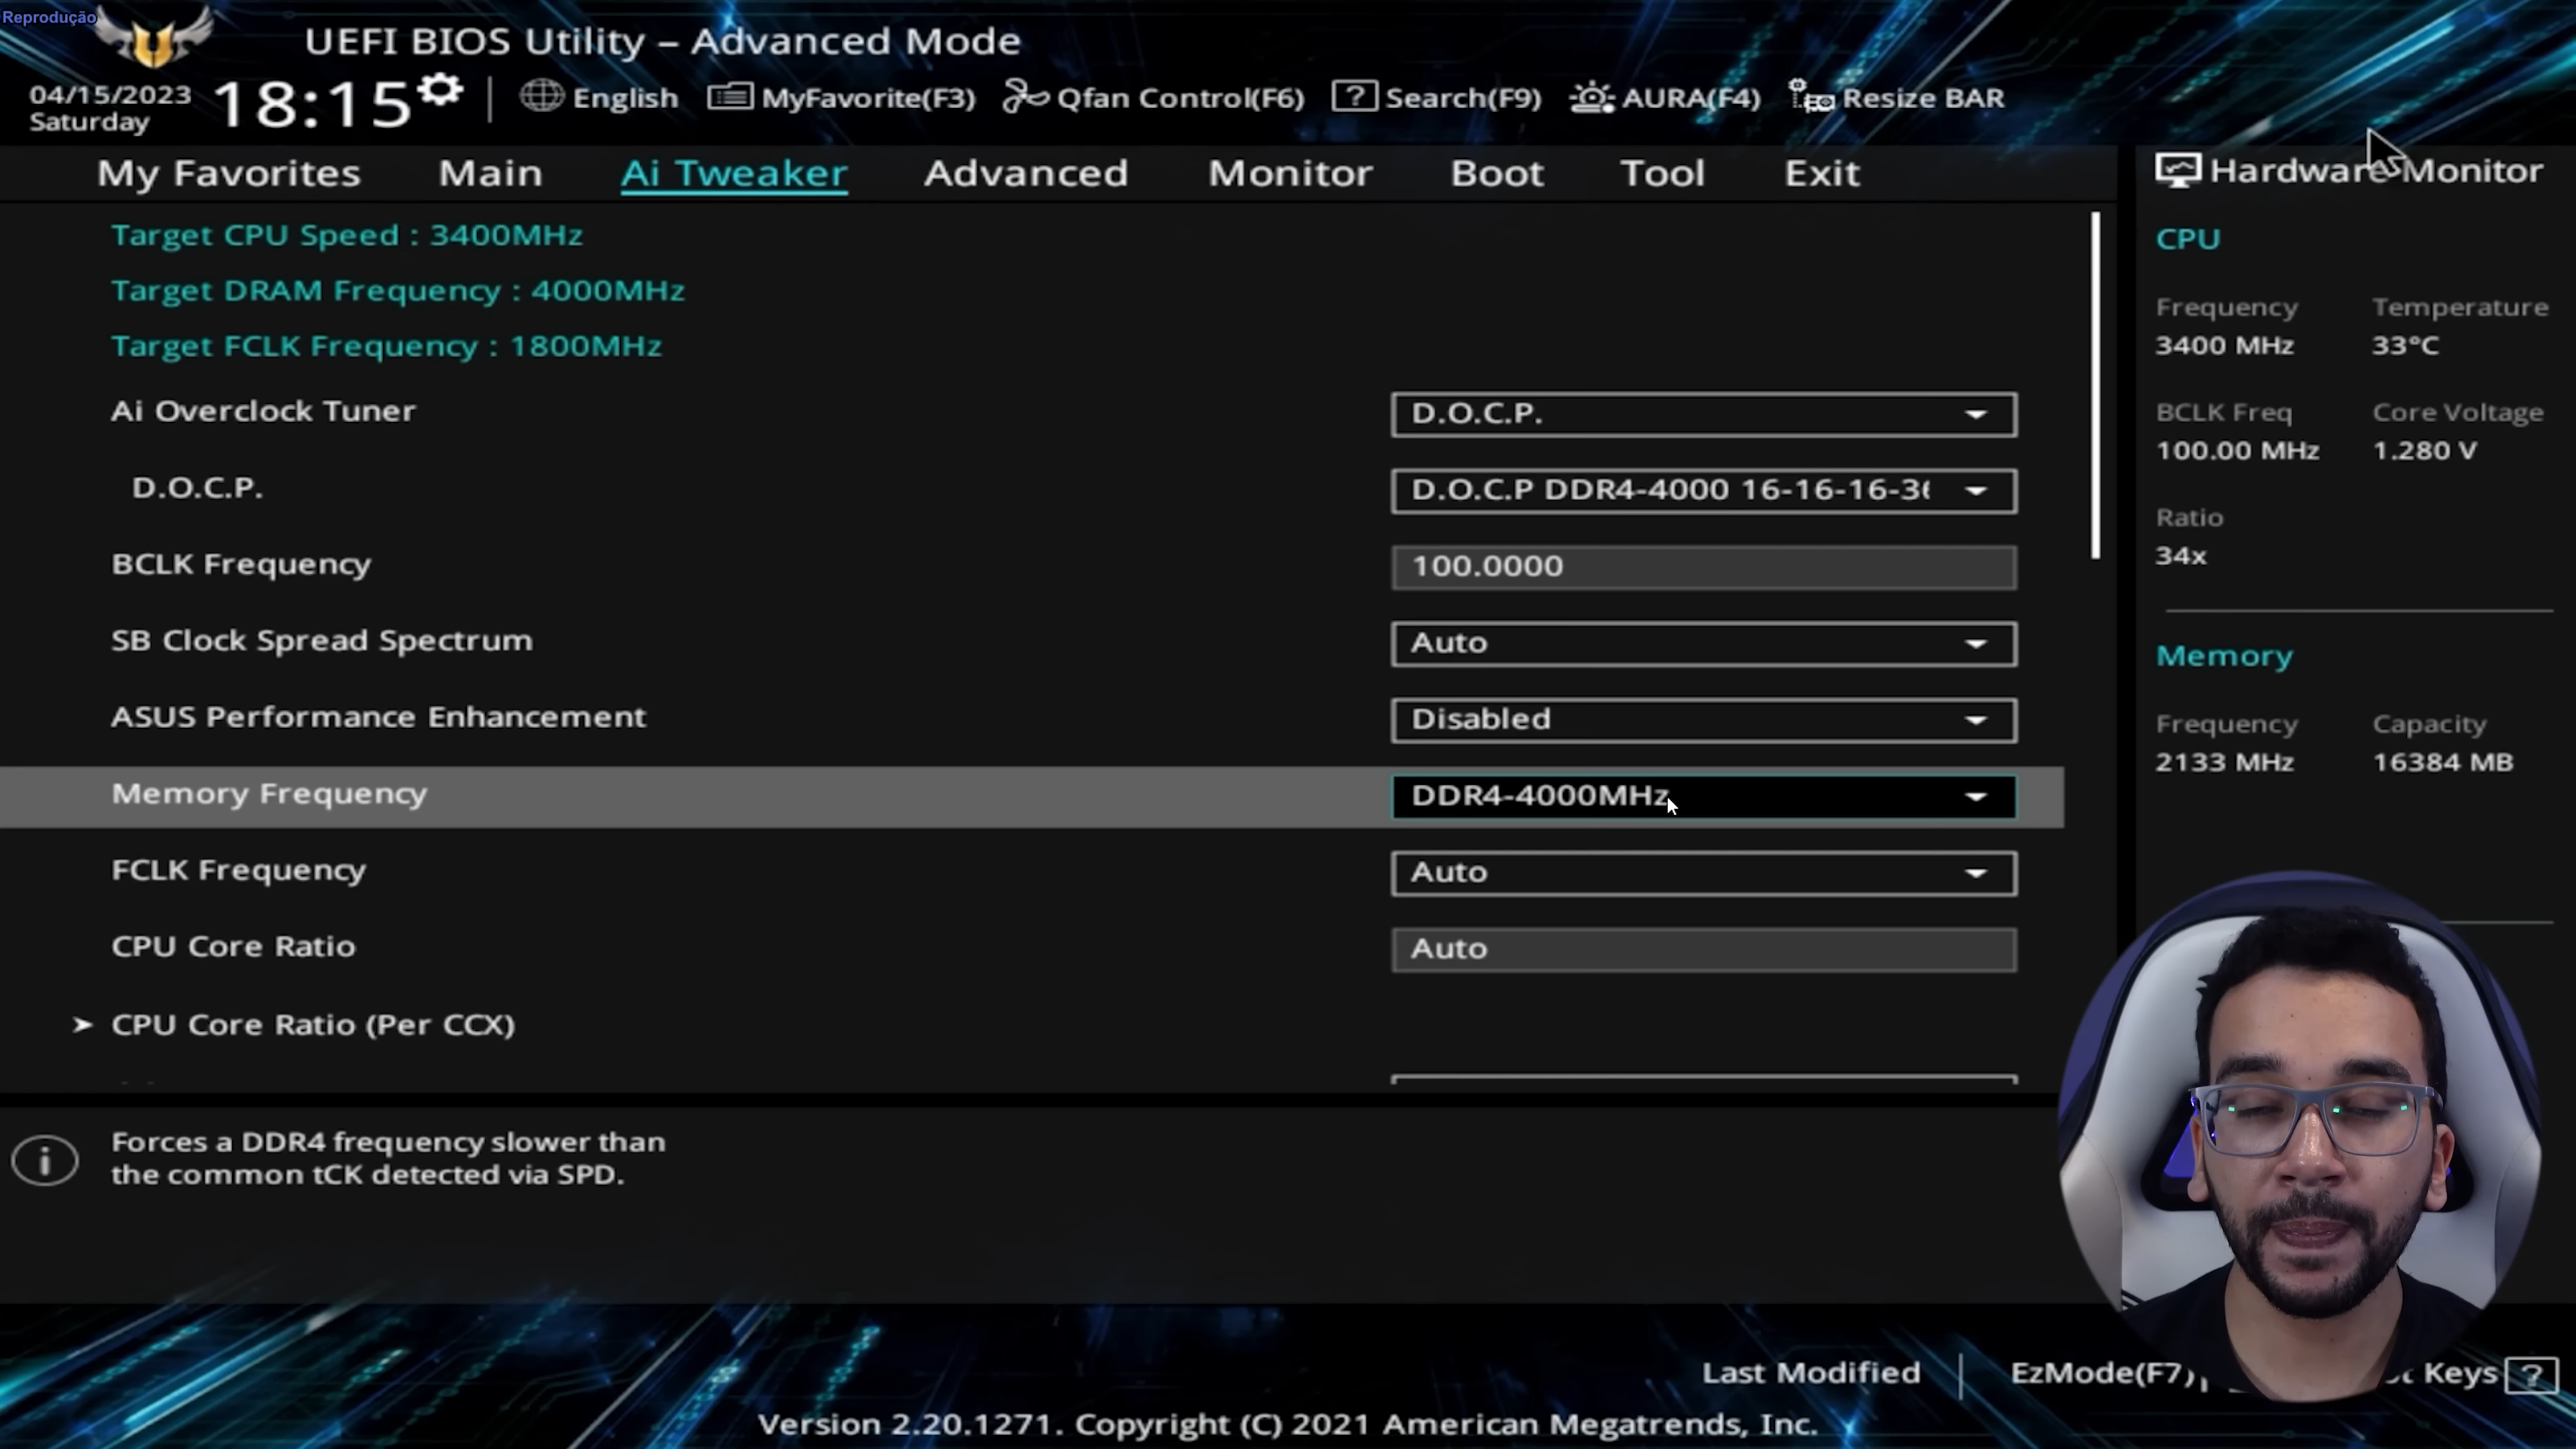 Reprodução
UEFI BIOS Utility – Advanced Mode
04/15/2023
Saturday
18:15
English
MyFavorite(F3)
Qfan Control(F6)
? Search(F9)
AURA(F4)
Resize BAR
My Favorites
Main
Ai Tweaker
Advanced
Monitor
Boot
Tool
Exit
Hardware Monitor
Target CPU Speed : 3400MHz
Target DRAM Frequency : 4000MHz
Target FCLK Frequency : 1800MHz
Ai Overclock Tuner
D.O.C.P.
D.O.C.P.
D.O.C.P DDR4-4000 16-16-16-36
BCLK Frequency
100.0000
SB Clock Spread Spectrum
Auto
ASUS Performance Enhancement
Disabled
Memory Frequency
DDR4-4000MHz
FCLK Frequency
Auto
CPU Core Ratio
Auto
CPU Core Ratio (Per CCX)
CPU
Frequency
Temperature
3400 MHz
33°C
BCLK Freq
Core Voltage
100.00 MHz
1.280 V
Ratio
34x
Memory
Frequency
Capacity
2133 MHz
16384 MB
i
Forces a DDR4 frequency slower than
the common tCK detected via SPD.
Last Modified
EzMode(F7)
t Keys ?
Version 2.20.1271. Copyright (C) 2021 American Megatrends, Inc.